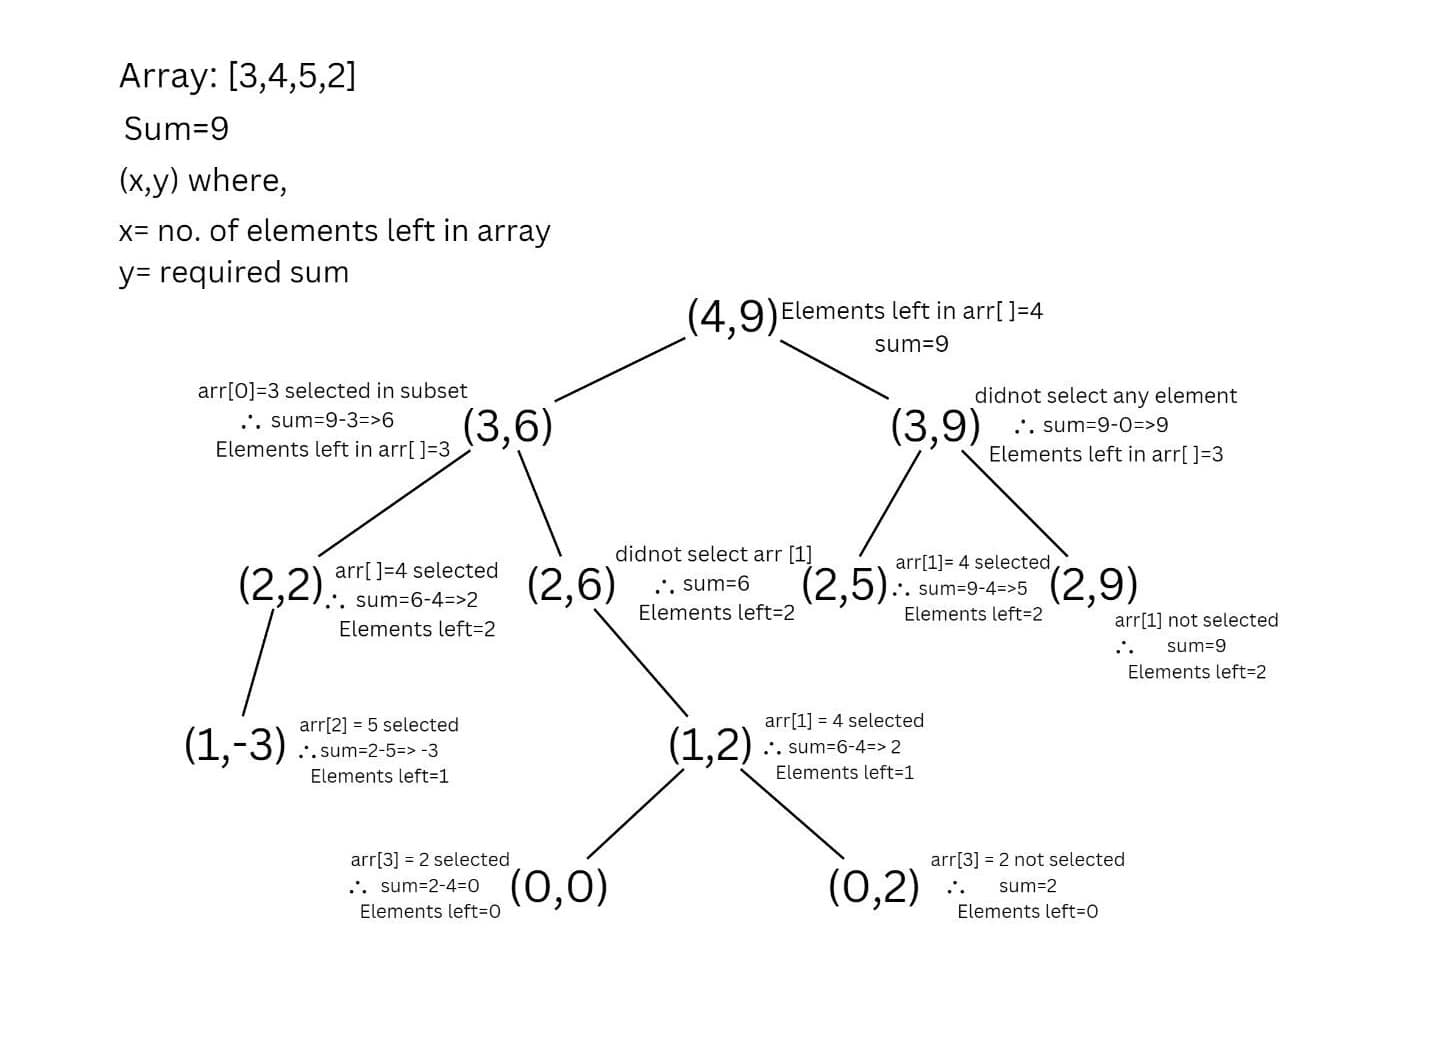 Array: [3,4,5,2]
Sum=9
(x,y) where,
x= no. of elements left in array
y= required sum
(4,9)
Elements left in arr[ ]=4
sum=9
arr[0]=3 selected in subset
∴ sum=9-3=>6
Elements left in arr[ ]=3
(3,6)
(3,9)
didnot select any element
∴ sum=9-0=>9
Elements left in arr[ ]=3
(2,2)
arr[ ]=4 selected
∴ sum=6-4=>2
Elements left=2
(2,6)
didnot select arr [1]
∴ sum=6
Elements left=2
(2,5)
arr[1]= 4 selected
∴ sum=9-4=>5
Elements left=2
(2,9)
arr[1] not selected
∴ sum=9
Elements left=2
(1,-3)
arr[2] = 5 selected
∴sum=2-5=> -3
Elements left=1
(1,2)
arr[1] = 4 selected
∴ sum=6-4=> 2
Elements left=1
arr[3] = 2 selected
∴ sum=2-4=0
Elements left=0
(0,0)
(0,2)
arr[3] = 2 not selected
∴ sum=2
Elements left=0